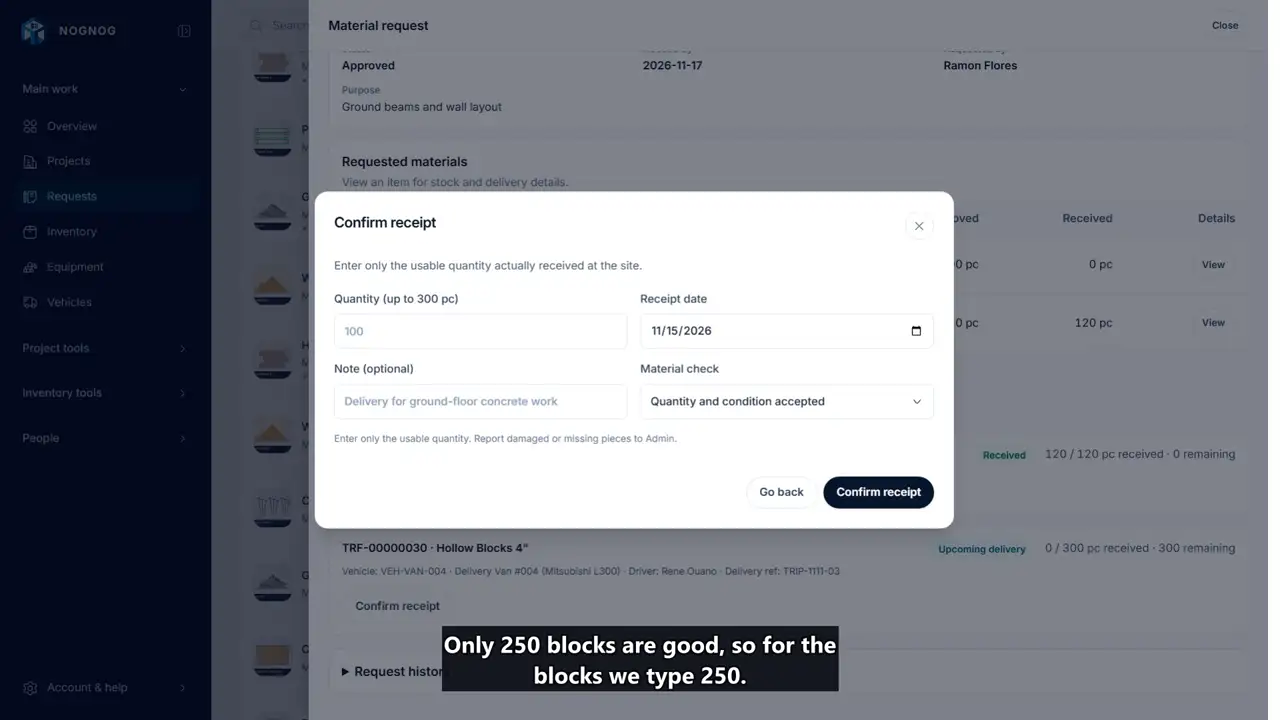 NOGNOG
Main work
Overview
Projects
Requests
Inventory
Equipment
Vehicles
Project tools
Inventory tools
People
Account & help
Material request
Close
Approved
2026-11-17
Ramon Flores
Purpose
Ground beams and wall layout
Requested materials
View an item for stock and delivery details.
Received
Details
0 pc
View
120 pc
View
Confirm receipt
Enter only the usable quantity actually received at the site.
Quantity (up to 300 pc)
Receipt date
100
11/15/2026
Note (optional)
Material check
Delivery for ground-floor concrete work
Quantity and condition accepted
Enter only the usable quantity. Report damaged or missing pieces to Admin.
Go back
Confirm receipt
Received
120 / 120 pc received · 0 remaining
TRF-00000030 · Hollow Blocks 4"
Upcoming delivery
0 / 300 pc received · 300 remaining
Vehicle: VEH-VAN-004 · Delivery Van #004 (Mitsubishi L300) · Driver: Rene Ouano · Delivery ref: TRIP-1111-03
Confirm receipt
Request histor
Only 250 blocks are good, so for the
blocks we type 250.